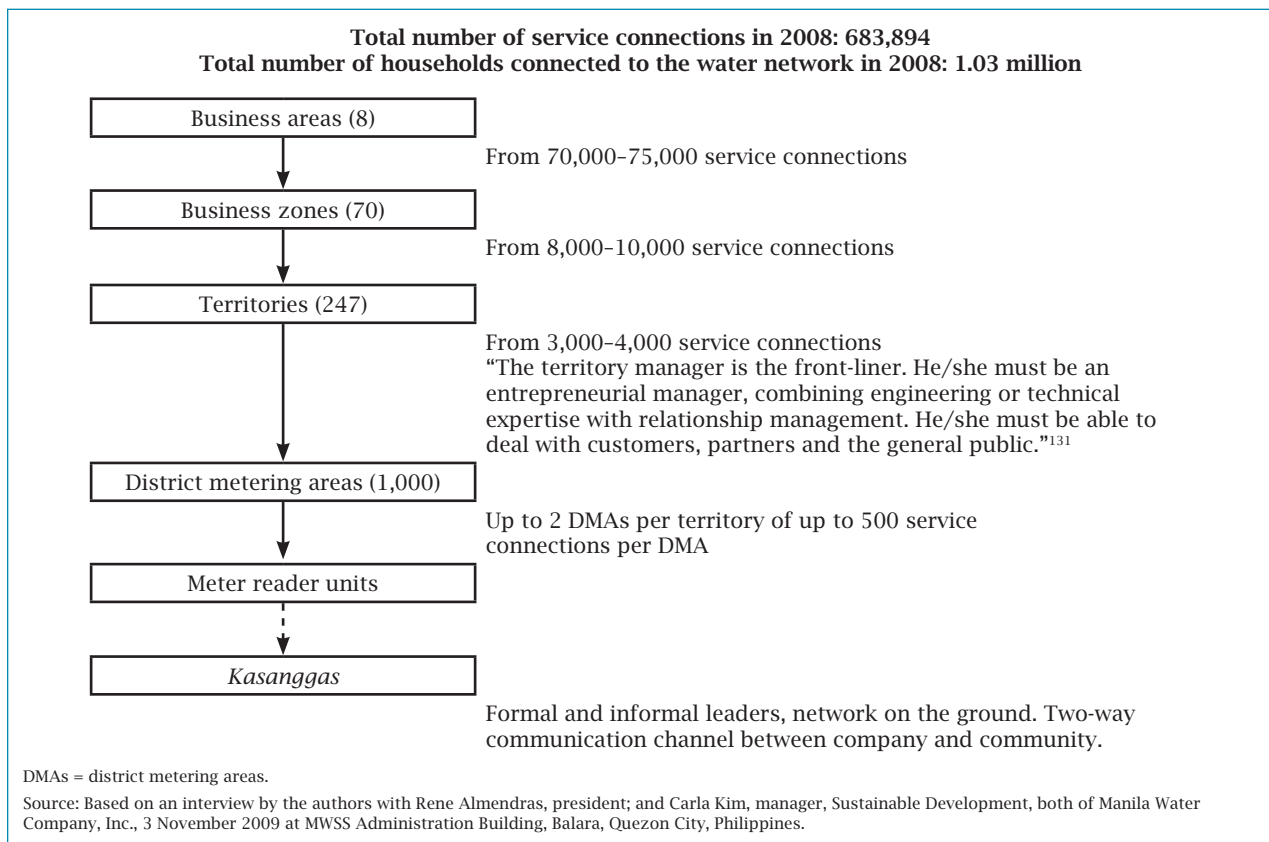 Total number of service connections in 2008: 683,894
Total number of households connected to the water network in 2008: 1.03 million
Business areas (8)
From 70,000–75,000 service connections
Business zones (70)
From 8,000–10,000 service connections
Territories (247)
From 3,000–4,000 service connections
“The territory manager is the front-liner. He/she must be an
entrepreneurial manager, combining engineering or technical
expertise with relationship management. He/she must be able to
deal with customers, partners and the general public.”131
District metering areas (1,000)
Up to 2 DMAs per territory of up to 500 service
connections per DMA
Meter reader units
Kasanggas
Formal and informal leaders, network on the ground. Two-way
communication channel between company and community.
DMAs = district metering areas.
Source: Based on an interview by the authors with Rene Almendras, president; and Carla Kim, manager, Sustainable Development, both of Manila Water
Company, Inc., 3 November 2009 at MWSS Administration Building, Balara, Quezon City, Philippines.